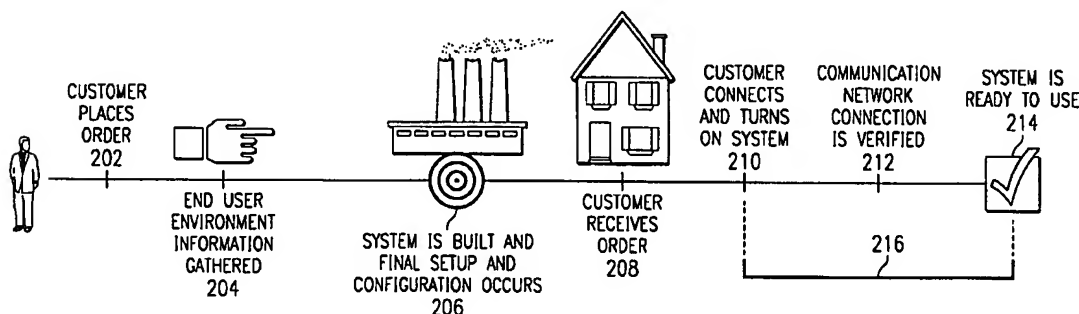 CUSTOMER
PLACES
ORDER
202
END USER
ENVIRONMENT
INFORMATION
GATHERED
204
SYSTEM IS BUILT AND
FINAL SETUP AND
CONFIGURATION OCCURS
206
CUSTOMER
RECEIVES
ORDER
208
CUSTOMER
CONNECTS
AND TURNS
ON SYSTEM
210
COMMUNICATION
NETWORK
CONNECTION
IS VERIFIED
212
SYSTEM IS
READY TO USE
214
216